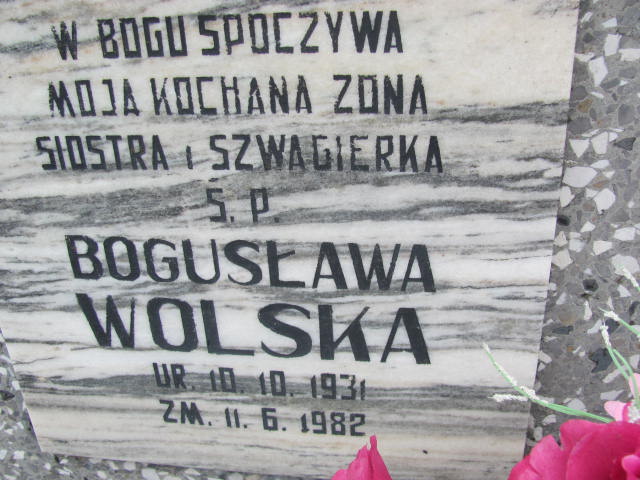 W BOGU SPOCZYWA
MOJA KOCHANA ZONA
SIOSTRA i SZWAGIERKA
Ś. P.
BOGUSŁAWA
WOLSKA
UR. 10. 10. 1931
ZM. 11. 6. 1982